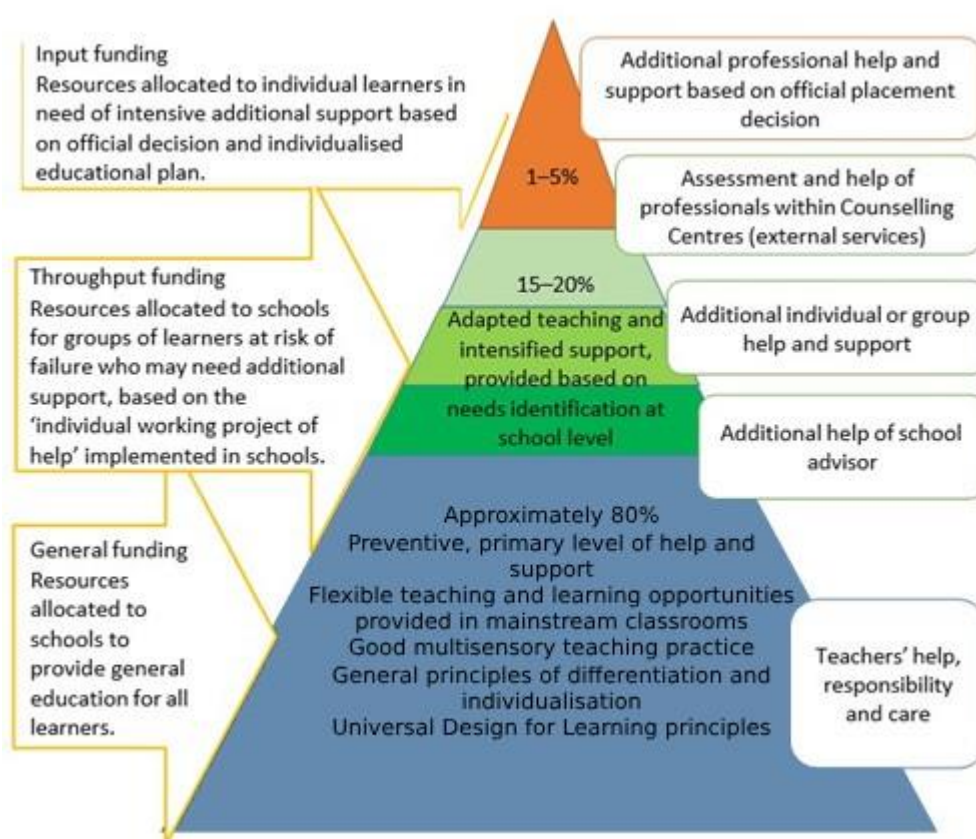 Input funding
Resources allocated to individual learners in
need of intensive additional support based
on official decision and individualised
educational plan.
Throughput funding
Resources allocated to schools
for groups of learners at risk of
failure who may need additional
support, based on the
‘individual working project of
help’ implemented in schools.
General funding
Resources
allocated to
schools to
provide general
education for all
learners.
1–5%
15–20%
Adapted teaching and
intensified support,
provided based on
needs identification at
school level
Approximately 80%
Preventive, primary level of help and
support
Flexible teaching and learning opportunities
provided in mainstream classrooms
Good multisensory teaching practice
General principles of differentiation and
individualisation
Universal Design for Learning principles
Additional professional help and
support based on official placement
decision
Assessment and help of
professionals within Counselling
Centres (external services)
Additional individual or group
help and support
Additional help of school
advisor
Teachers’ help,
responsibility
and care